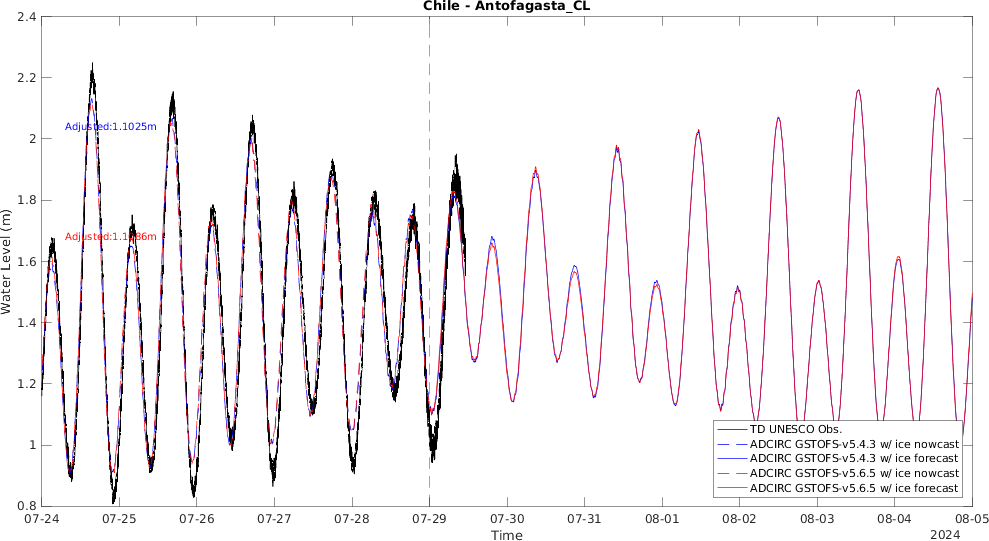 Chile - Antofagasta_CL
2.4
2.2
2
1.8
1.6
1.4
1.2
1
0.8
Water Level (m)
Adjusted:1.1025m
TD UNESCO Obs.
ADCIRC GSTOFS-v5.4.3 w/ ice nowcast
ADCIRC GSTOFS-v5.4.3 w/ ice forecast
ADCIRC GSTOFS-v5.6.5 w/ ice nowcast
ADCIRC GSTOFS-v5.6.5 w/ ice forecast
07-24 07-25 07-26 07-27 07-28 07-29 07-30 07-31 08-01 08-02 08-03 08-04 08-05
Time
2024